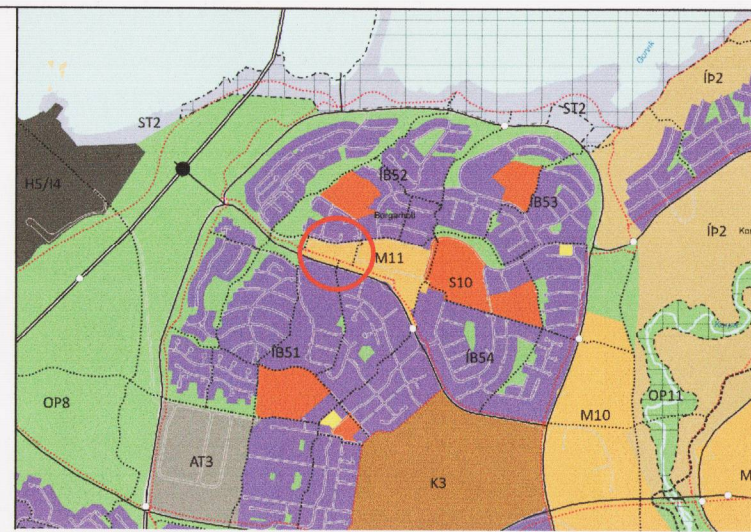 ÍÞ2
ST2
ST2
H5/I4
ÍB52
ÍB53
Borgarholt
ÍÞ2
M11
S10
ÍB51
ÍB54
OP8
M10
OP11
AT3
K3